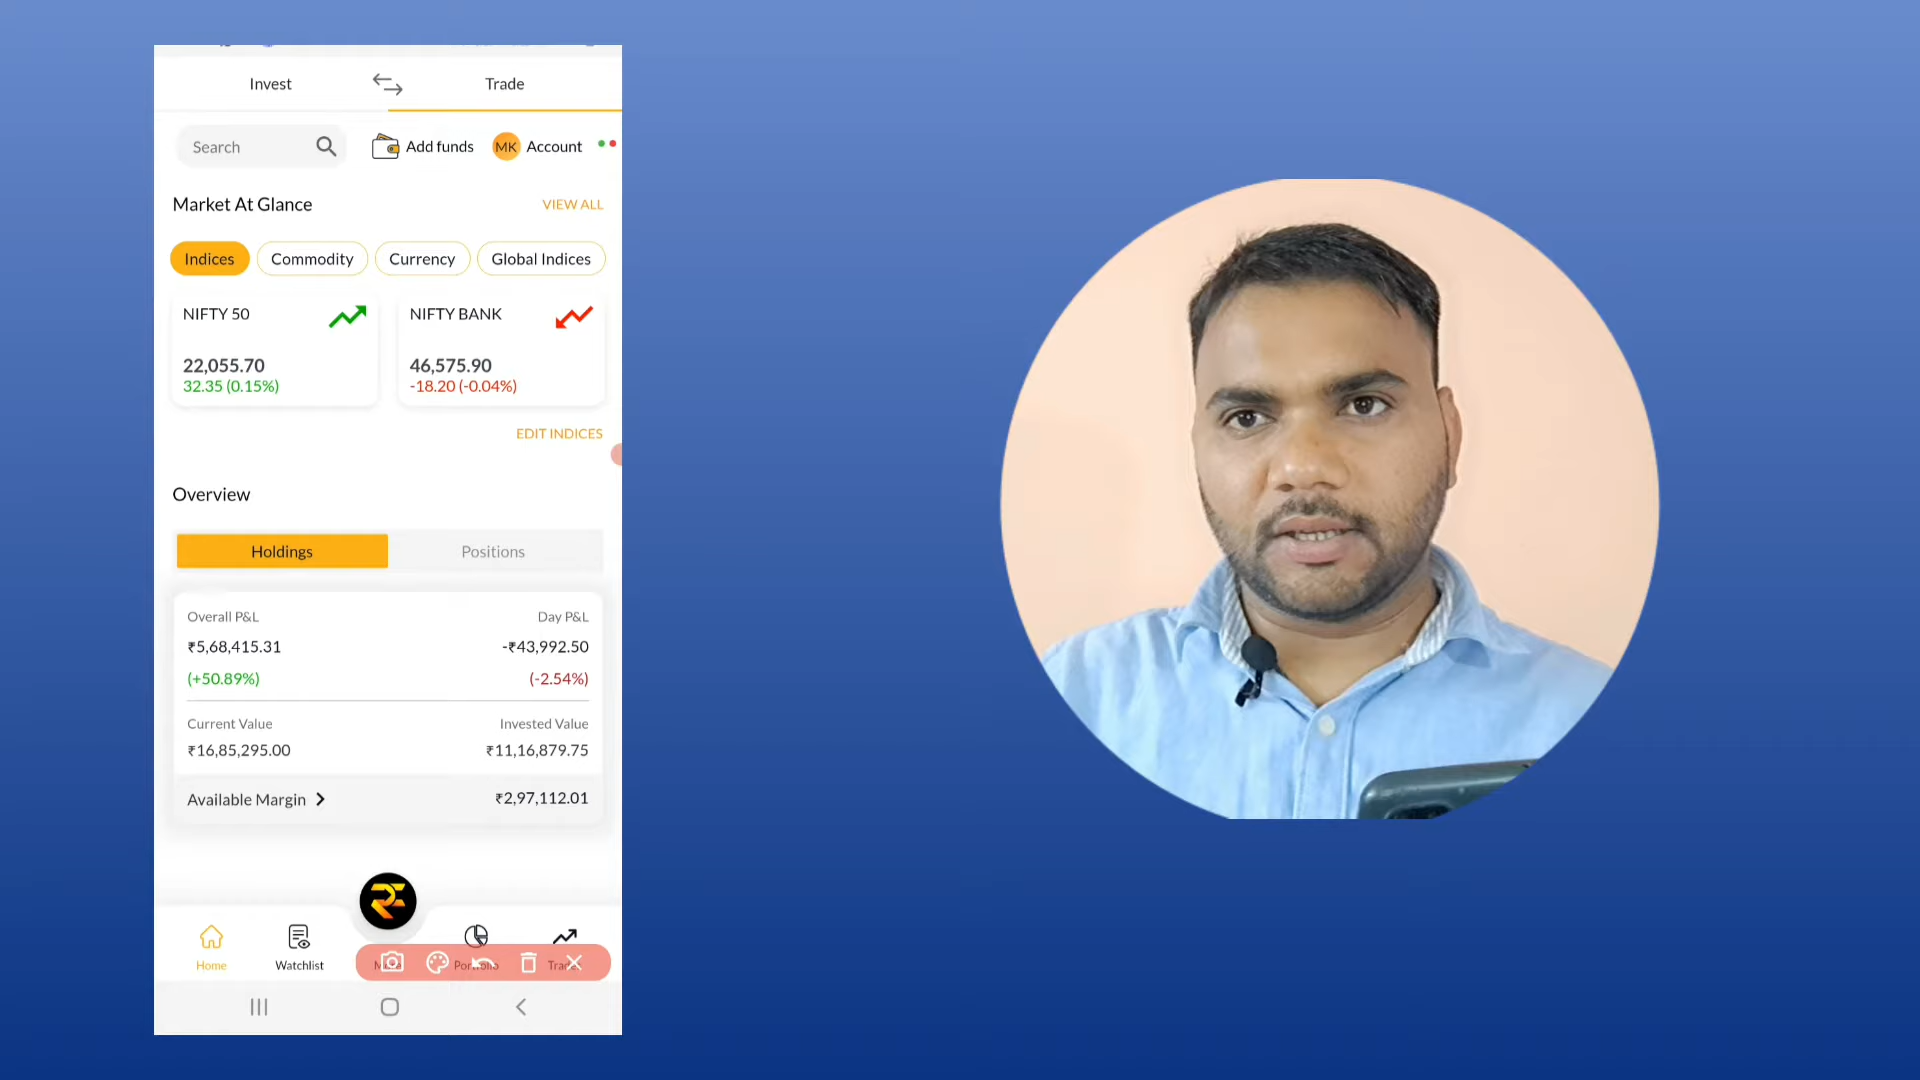 Invest
Trade
Search
Add funds
MK
Account
Market At Glance
VIEW ALL
Indices
Commodity
Currency
Global Indices
NIFTY 50
NIFTY BANK
22,055.70
46,575.90
32.35 (0.15%)
-18.20 (-0.04%)
EDIT INDICES
Overview
Holdings
Positions
Overall P&L
Day P&L
₹5,68,415.31
-₹43,992.50
(+50.89%)
(-2.54%)
Current Value
Invested Value
₹16,85,295.00
₹11,16,879.75
Available Margin
₹2,97,112.01
Home
Watchlist